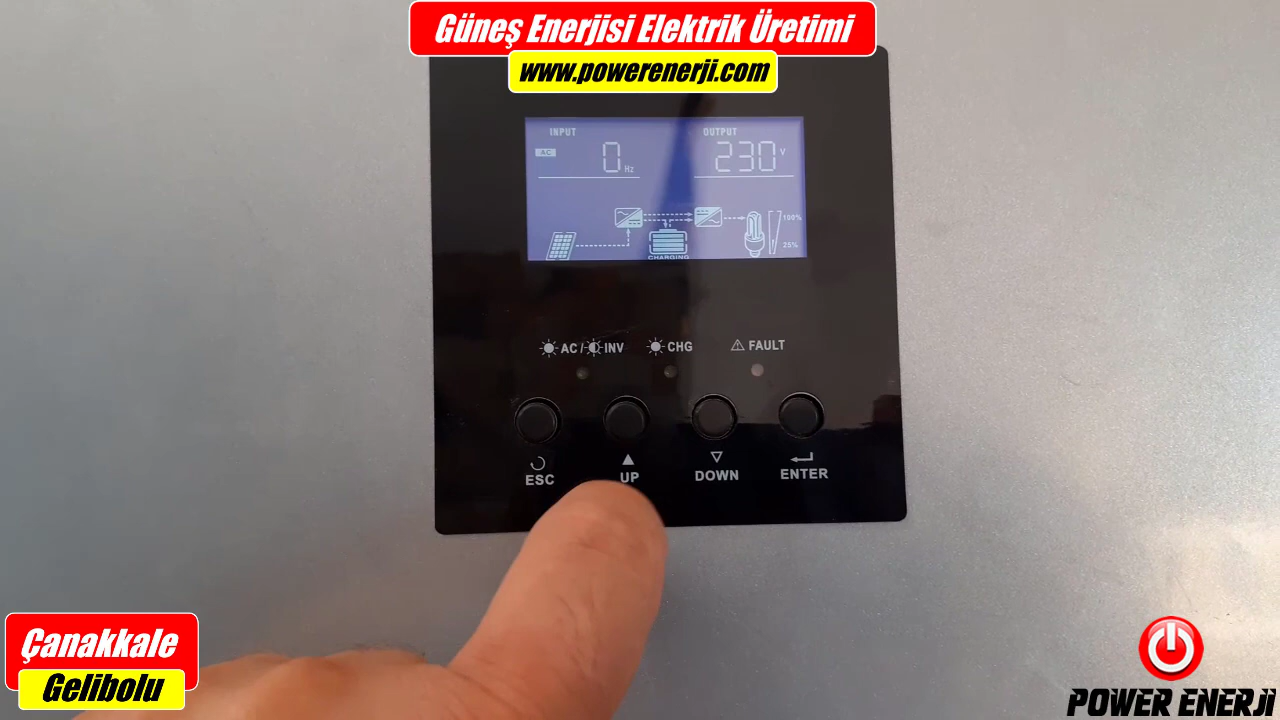 Güneş Enerjisi Elektrik Üretimi
www.powerenerji.com
INPUT OUTPUT
AC 0 Hz 230 V
100%
25%
CHARGING
AC / INV CHG FAULT
ESC UP DOWN ENTER
Çanakkale
Gelibolu
POWER ENERJI